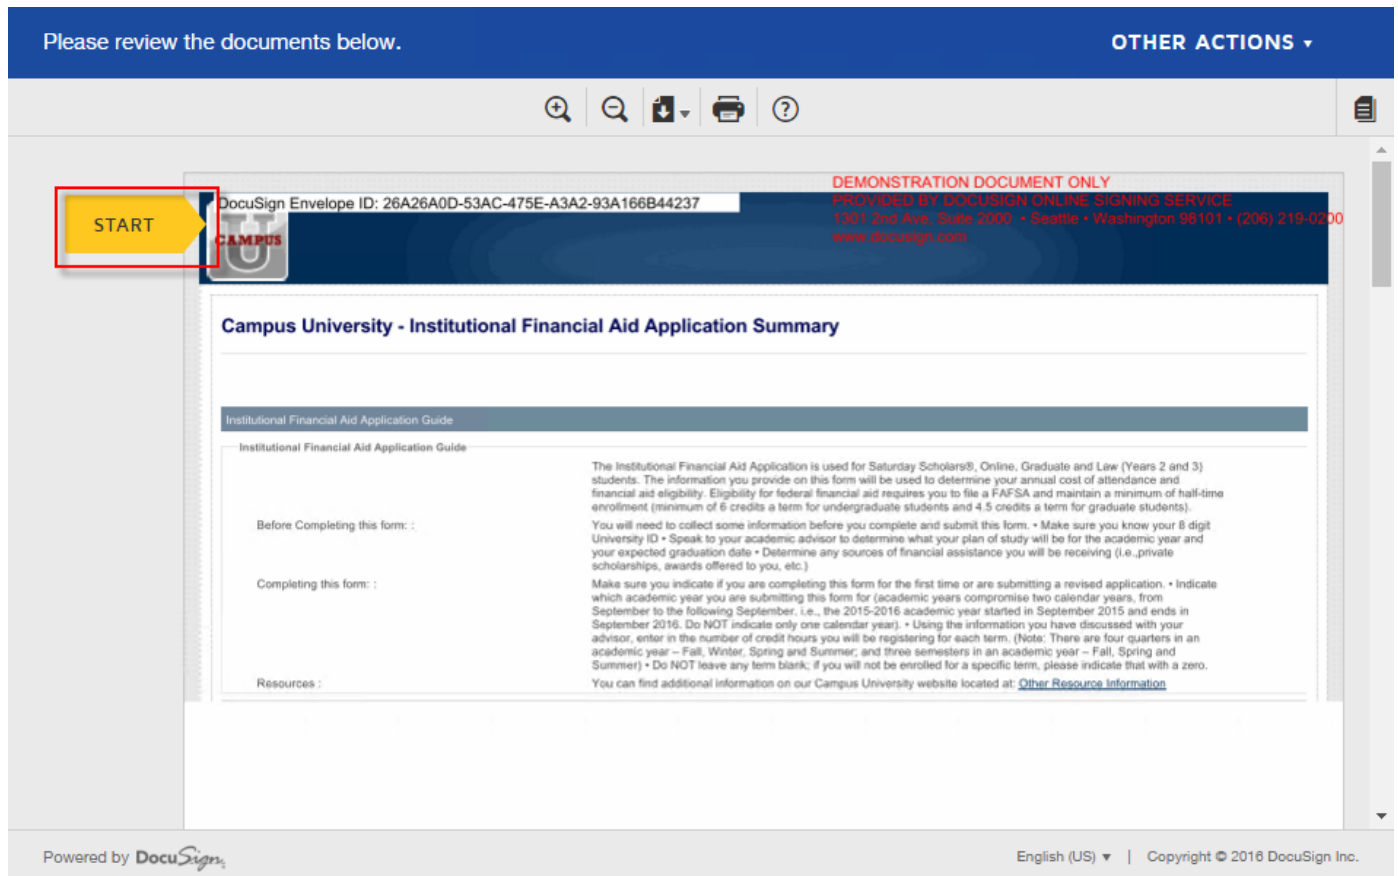 Please review the documents below.
OTHER ACTIONS
DEMONSTRATION DOCUMENT ONLY
DocuSign Envelope ID: 26A26A0D-53AC-475E-A3A2-93A166B44237
PROVIDED BY DOCUSIGN ONLINE SIGNING SERVICE
1301 2nd Ave, Suite 2000 • Seattle • Washington 98101 • (206) 219-0200
www.docusign.com
START
CAMPUS
U
Campus University - Institutional Financial Aid Application Summary
Institutional Financial Aid Application Guide
Institutional Financial Aid Application Guide
The Institutional Financial Aid Application is used for Saturday Scholars®, Online, Graduate and Law (Years 2 and 3)
students. The information you provide on this form will be used to determine your annual cost of attendance and
financial aid eligibility. Eligibility for federal financial aid requires you to file a FAFSA and maintain a minimum of half-time
enrollment (minimum of 6 credits a term for undergraduate students and 4.5 credits a term for graduate students).
Before Completing this form: :
You will need to collect some information before you complete and submit this form. • Make sure you know your 8 digit
University ID • Speak to your academic advisor to determine what your plan of study will be for the academic year and
your expected graduation date • Determine any sources of financial assistance you will be receiving (i.e.,private
scholarships, awards offered to you, etc.)
Completing this form: :
Make sure you indicate if you are completing this form for the first time or are submitting a revised application. • Indicate
which academic year you are submitting this form for (academic years compromise two calendar years, from
September to the following September. i.e., the 2015-2016 academic year started in September 2015 and ends in
September 2016. Do NOT indicate only one calendar year). • Using the information you have discussed with your
advisor, enter in the number of credit hours you will be registering for each term. (Note: There are four quarters in an
academic year – Fall, Winter, Spring and Summer; and three semesters in an academic year – Fall, Spring and
Summer) • Do NOT leave any term blank; if you will not be enrolled for a specific term, please indicate that with a zero.
Resources :
You can find additional information on our Campus University website located at: Other Resource Information
Powered by DocuSign
English (US) | Copyright © 2016 DocuSign Inc.